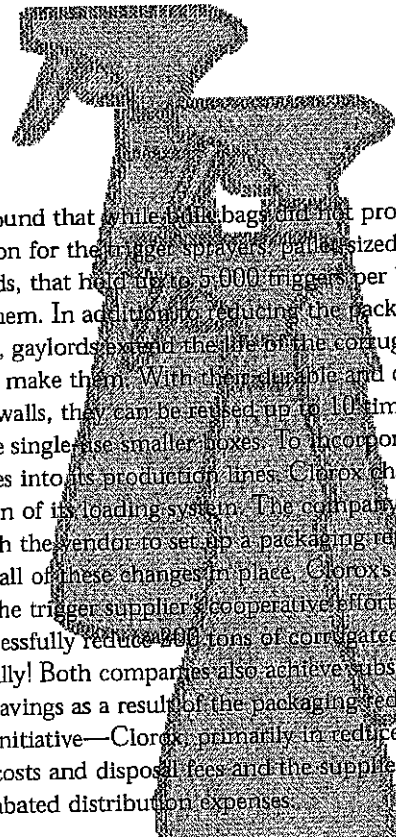 ound that while bulk bags did not pro
on for the trigger sprayers, pallet-sized
ds, that hold up to 5,000 triggers per
hem. In addition to reducing the pack
, gaylords extend the life of the corrug
make them. With their durable and
walls, they can be reused up to 10 tim
e single-use smaller boxes. To incorpor
es into its production lines, Clorox ch
n of its loading system. The company
h the vendor to set up a packaging re
all of these changes in place, Clorox's
he trigger supplier's cooperative effort
essfully reduce 200 tons of corrugated
lly! Both companies also achieve subs
avings as a result of the packaging red
nitiative—Clorox, primarily in reduce
costs and disposal fees and the supplie
bated distribution expenses.